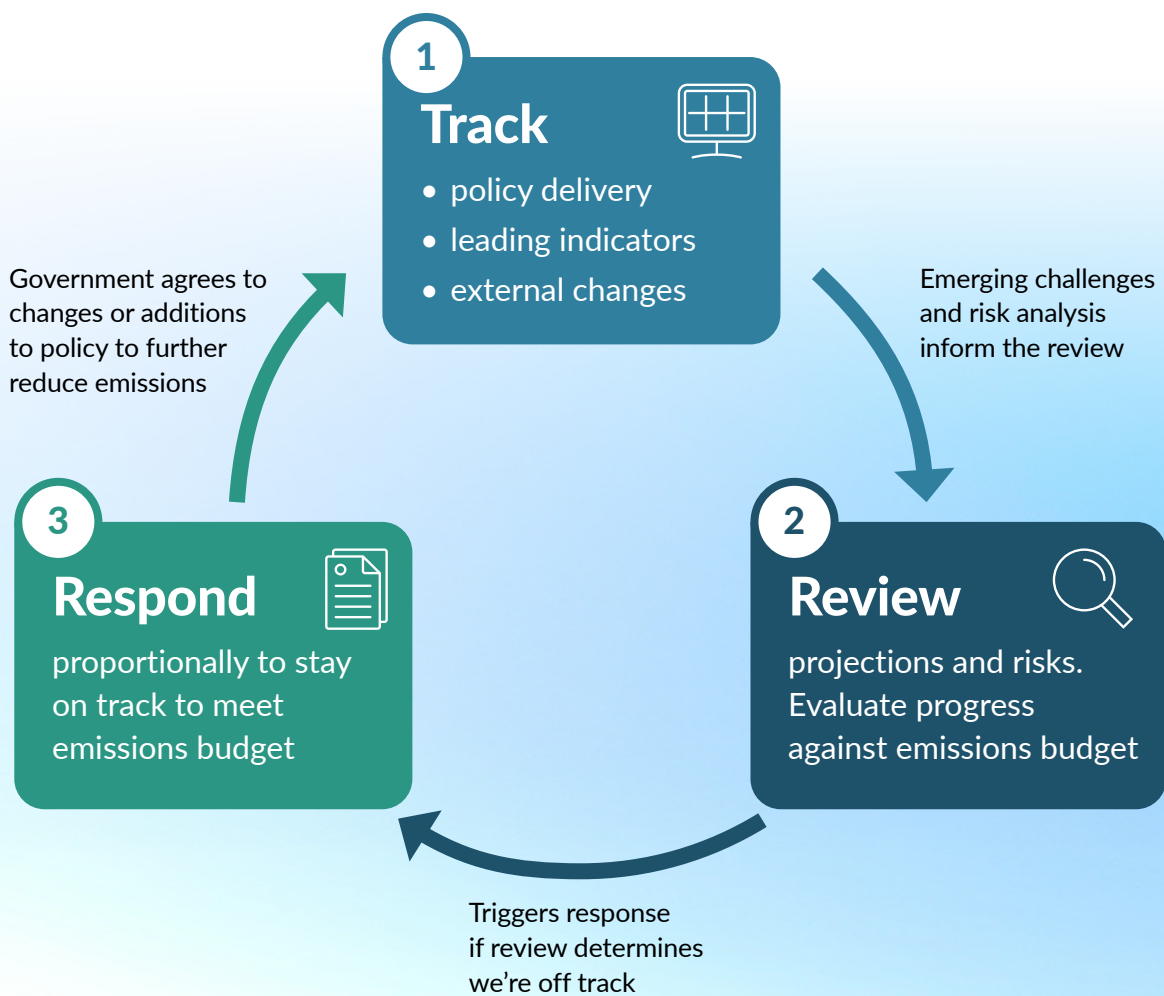 1
Track
• policy delivery
• leading indicators
• external changes
Emerging challenges
and risk analysis
inform the review
2
Review
projections and risks.
Evaluate progress
against emissions budget
Triggers response
if review determines
we're off track
3
Respond
proportionally to stay
on track to meet
emissions budget
Government agrees to
changes or additions
to policy to further
reduce emissions